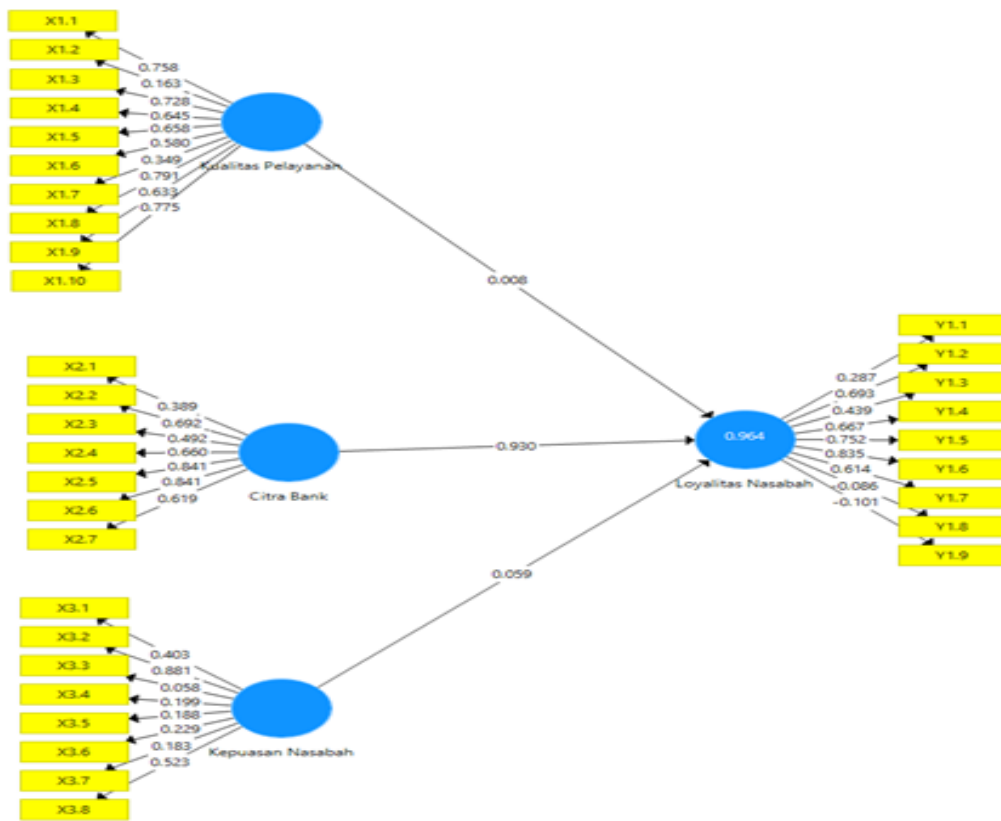 X1.1
X1.2
X1.3
X1.4
X1.5
X1.6
X1.7
X1.8
X1.9
X1.10
0.758
0.163
0.728
0.645
0.658
0.580
0.349
0.791
0.633
0.775
Kualitas Pelayanan
0.008
X2.1
X2.2
X2.3
X2.4
X2.5
X2.6
X2.7
0.389
0.692
0.492
0.660
0.841
0.841
0.619
Citra Bank
0.930
X3.1
X3.2
X3.3
X3.4
X3.5
X3.6
X3.7
X3.8
0.403
0.881
0.058
0.199
0.188
0.229
0.183
0.523
Kepuasan Nasabah
0.059
0.964
Loyalitas Nasabah
0.287
0.693
0.439
0.667
0.752
0.835
0.614
-0.086
-0.101
Y1.1
Y1.2
Y1.3
Y1.4
Y1.5
Y1.6
Y1.7
Y1.8
Y1.9